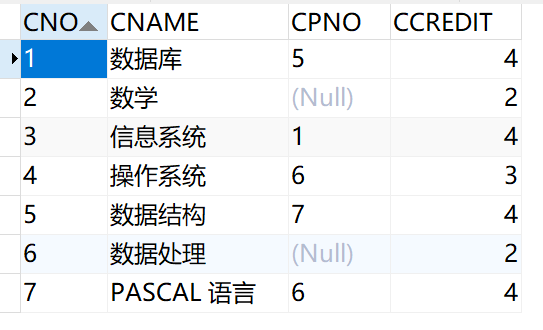 CNO CNAME CPNO CCREDIT
1 数据库 5 4
2 数学 (Null) 2
3 信息系统 1 4
4 操作系统 6 3
5 数据结构 7 4
6 数据处理 (Null) 2
7 PASCAL 语言 6 4